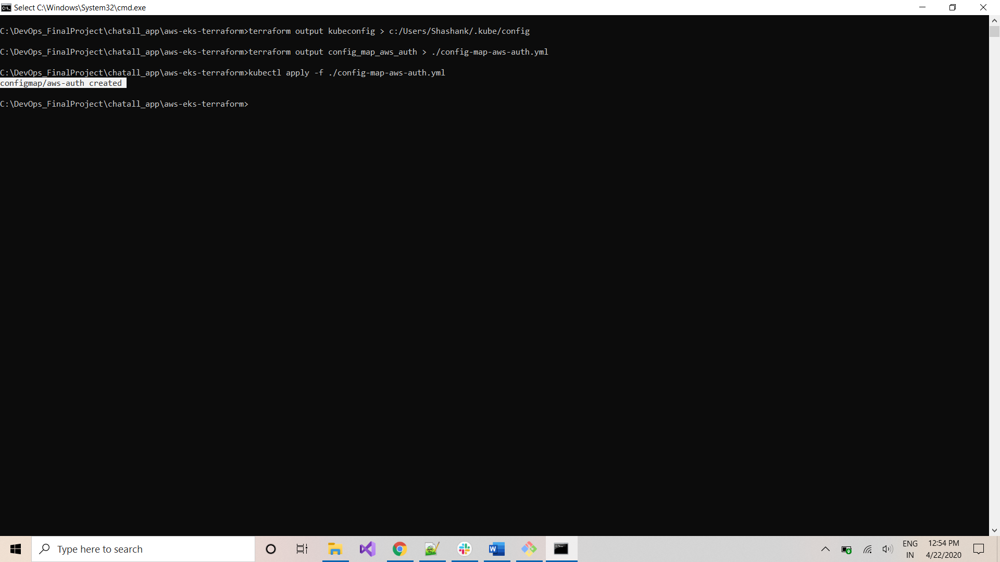 Select C:\Windows\System32\cmd.exe
C:\DevOps_FinalProject\chatall_app\aws-eks-terraform>terraform output kubeconfig > c:/Users/Shashank/.kube/config
C:\DevOps_FinalProject\chatall_app\aws-eks-terraform>terraform output config_map_aws_auth > ./config-map-aws-auth.yml
C:\DevOps_FinalProject\chatall_app\aws-eks-terraform>kubectl apply -f ./config-map-aws-auth.yml
configmap/aws-auth created
C:\DevOps_FinalProject\chatall_app\aws-eks-terraform>
Type here to search
ENG
IN
12:54 PM
4/22/2020